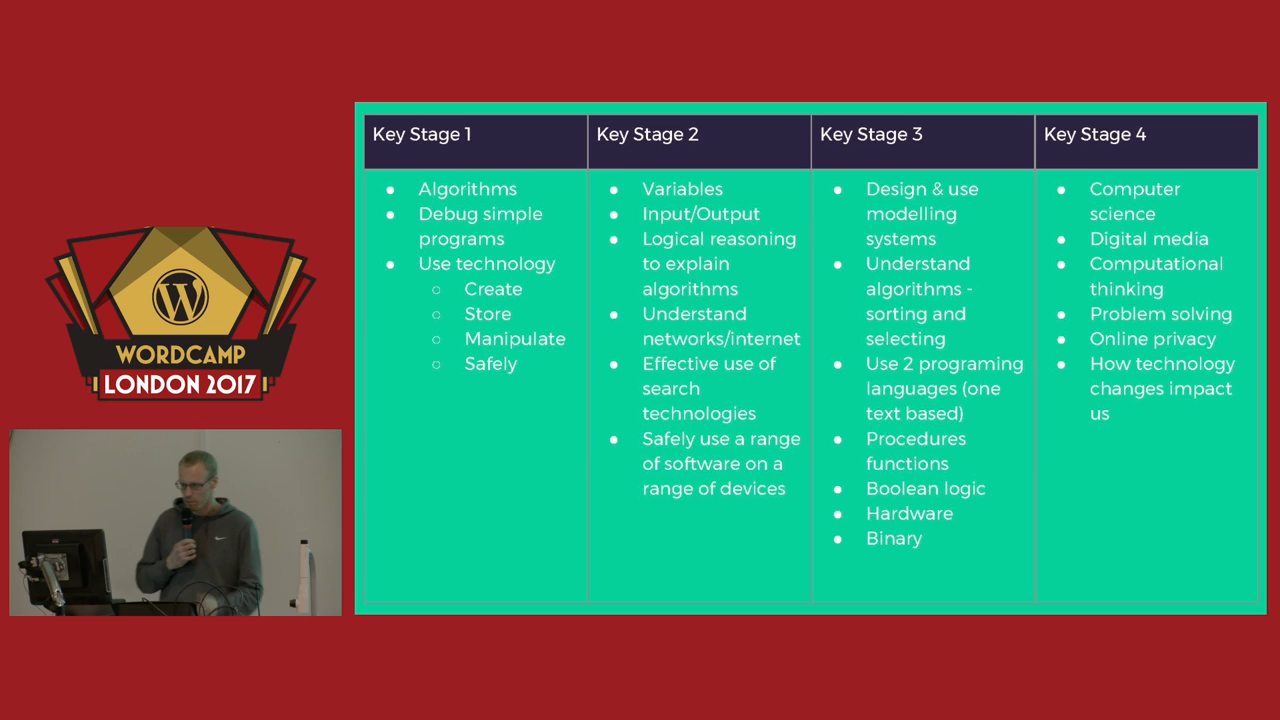 WORDCAMP
LONDON 2017
Key Stage 1
● Algorithms
● Debug simple
programs
● Use technology
○ Create
○ Store
○ Manipulate
○ Safely
Key Stage 2
● Variables
● Input/Output
● Logical reasoning
to explain
algorithms
● Understand
networks/internet
● Effective use of
search
technologies
● Safely use a range
of software on a
range of devices
Key Stage 3
● Design & use
modelling
systems
● Understand
algorithms -
sorting and
selecting
● Use 2 programing
languages (one
text based)
● Procedures
functions
● Boolean logic
● Hardware
● Binary
Key Stage 4
● Computer
science
● Digital media
● Computational
thinking
● Problem solving
● Online privacy
● How technology
changes impact
us